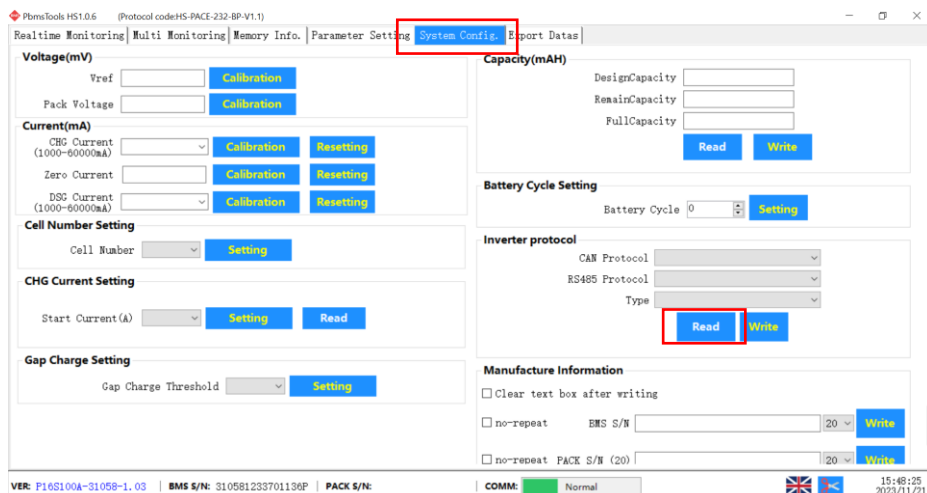 PbmsTools HS1.0.6 (Protocol code:HS-PACE-232-BP-V1.1)
Realtime Monitoring Multi Monitoring Memory Info. Parameter Setting System Config. Export Datas
Voltage(mV)
Vref Calibration
Pack Voltage Calibration
Current(mA)
CHG Current (1000-60000mA) Calibration Resetting
Zero Current Calibration Resetting
DSG Current (1000-60000mA) Calibration Resetting
Cell Number Setting
Cell Number Setting
CHG Current Setting
Start Current(A) Setting Read
Gap Charge Setting
Gap Charge Threshold Setting
Capacity(mAH)
DesignCapacity
RemainCapacity
FullCapacity
Read Write
Battery Cycle Setting
Battery Cycle 0 Setting
Inverter protocol
CAN Protocol
RS485 Protocol
Type
Read Write
Manufacture Information
Clear text box after writing
no-repeat BMS S/N 20 Write
no-repeat PACK S/N (20) 20 Write
VER: P16S100A-31058-1.03 BMS S/N: 310581233701136P PACK S/N: COMM: Normal 15:48:25
2023/11/21